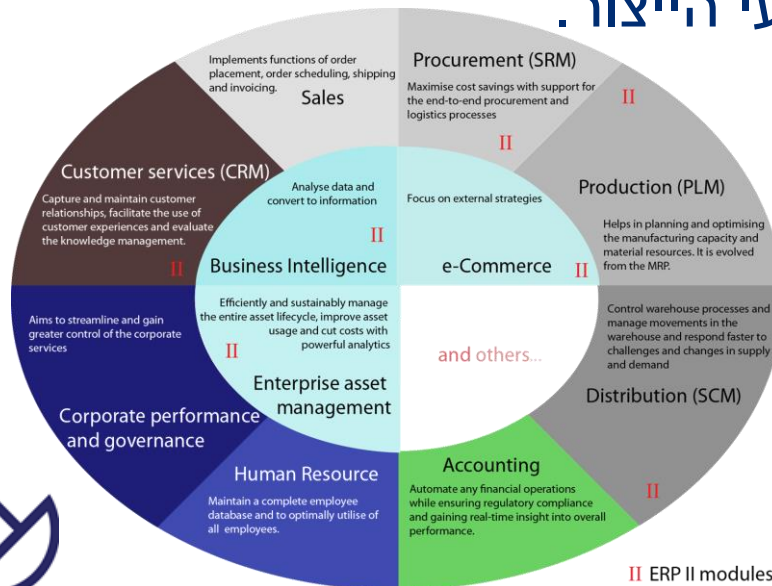 עי הייצור.
Implements functions of order
placement, order scheduling, shipping
and invoicing.
Sales
Procurement (SRM)
Maximise cost savings with support for
the end-to-end procurement and
logistics processes
II
II
Customer services (CRM)
Capture and maintain customer
relationships, facilitate the use of
customer experiences and evaluate
the knowledge management.
II
Analyse data and
convert to information
II
Business Intelligence
Focus on external strategies
e-Commerce
II
Production (PLM)
Helps in planning and optimising
the manufacturing capacity and
material resources. It is evolved
from the MRP.
Aims to streamline and gain
greater control of the corporate
services
Corporate performance
and governance
Efficiently and sustainably manage
the entire asset lifecycle, improve asset
usage and cut costs with
powerful analytics
II
Enterprise asset
management
and others...
Control warehouse processes and
manage movements in the
warehouse and respond faster to
challenges and changes in supply
and demand
Distribution (SCM)
II
Human Resource
Maintain a complete employee
database and to optimally utilise of
all employees.
Accounting
Automate any financial operations
while ensuring regulatory compliance
and gaining real-time insight into overall
performance.
II ERP II modules